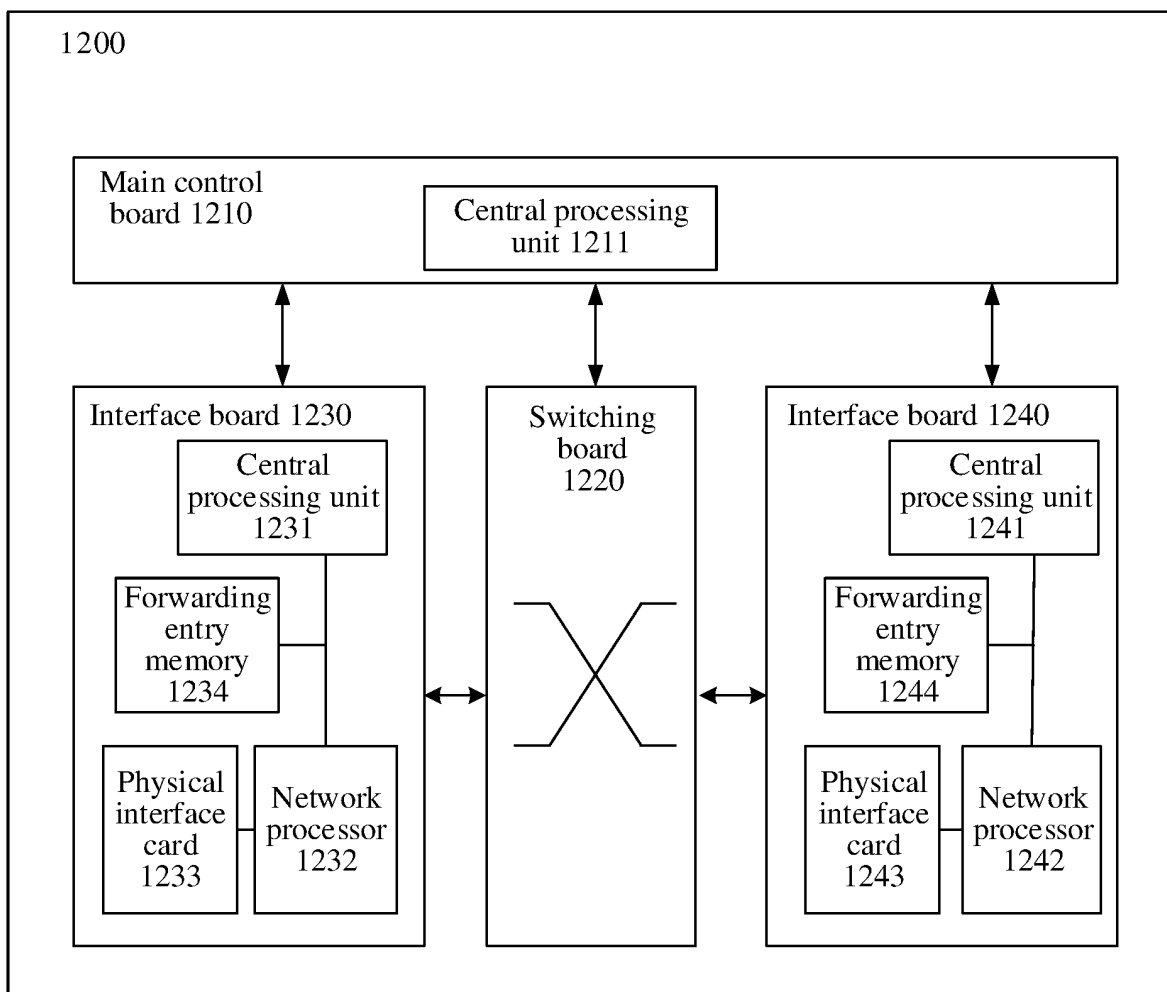 1200
Main control
board 1210
Central processing
unit 1211
Interface board 1230
Central
processing unit
1231
Forwarding
entry
memory
1234
Physical
interface
card
1233
Network
processor
1232
Switching
board
1220
Interface board 1240
Central
processing unit
1241
Forwarding
entry
memory
1244
Physical
interface
card
1243
Network
processor
1242